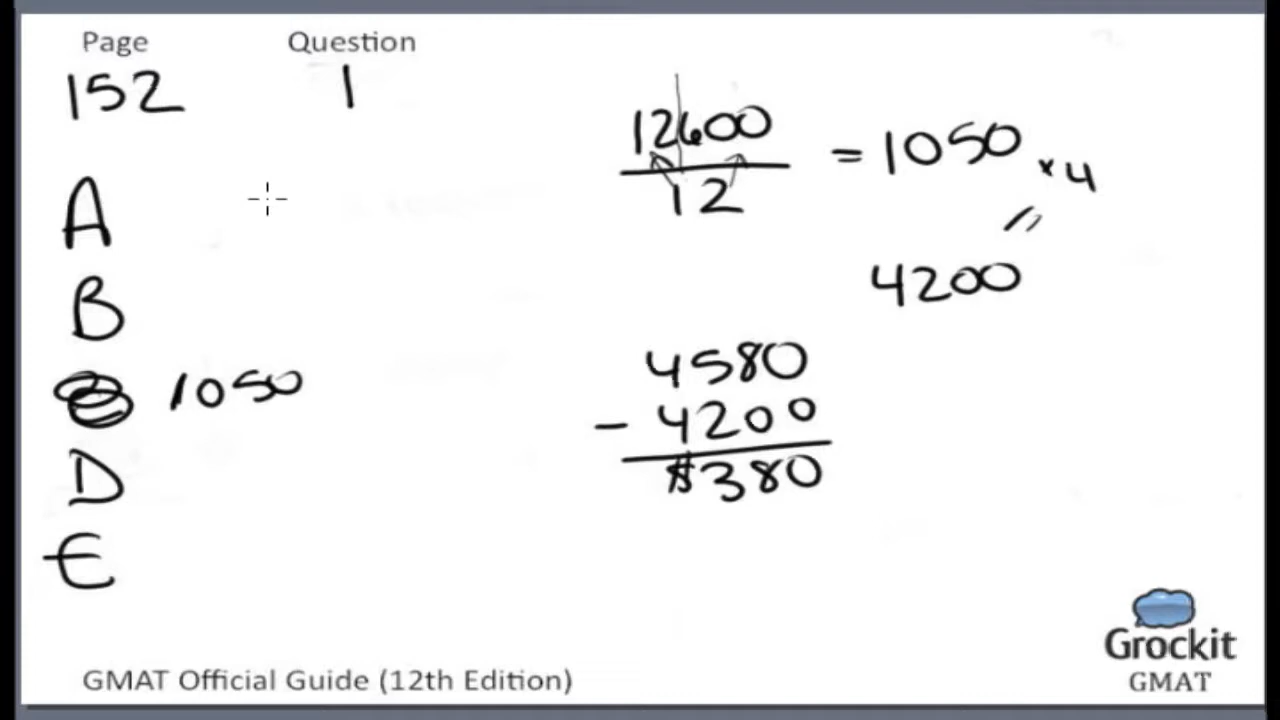 Page Question
152 1
12600
12
= 1050 × 4
4200
A
B
1050
D
E
4580
- 4200
$380
Grockit
GMAT
GMAT Official Guide (12th Edition)